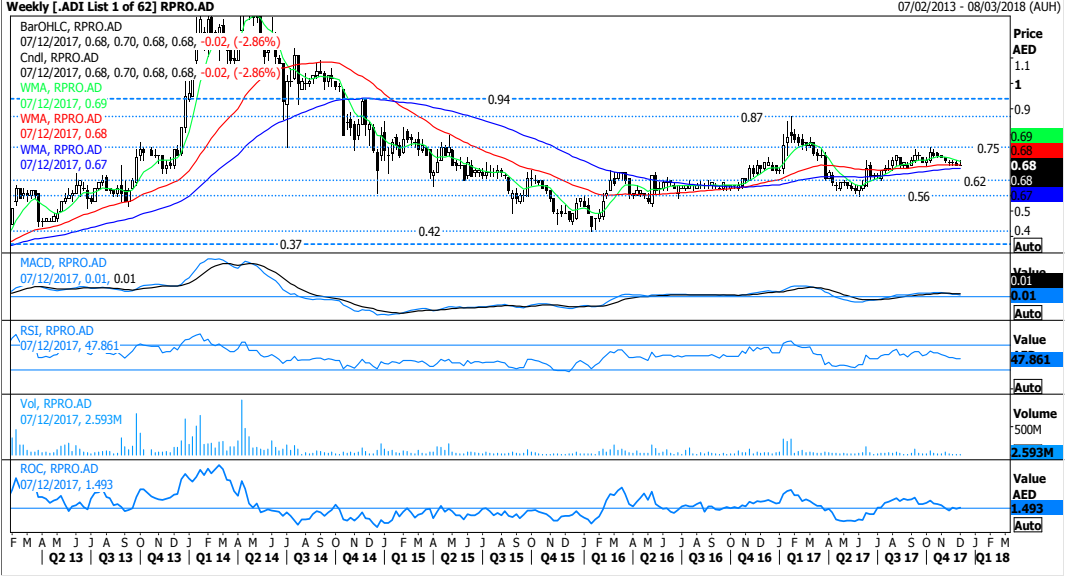 Weekly [.ADI List 1 of 62] RPRO.AD
07/02/2013 - 08/03/2018 (AUH)
BarOHLC, RPRO.AD
07/12/2017, 0.68, 0.70, 0.68, 0.68, -0.02, (-2.86%)
Cndl, RPRO.AD
07/12/2017, 0.68, 0.70, 0.68, 0.68, -0.02, (-2.86%)
WMA, RPRO.AD
07/12/2017, 0.69
WMA, RPRO.AD
07/12/2017, 0.68
WMA, RPRO.AD
07/12/2017, 0.67
0.94
0.87
0.75
0.62
0.56
0.42
0.37
Price
AED
1.1
1
0.9
0.69
0.68
0.68
0.68
0.67
0.5
0.4
Auto
MACD, RPRO.AD
07/12/2017, 0.01, 0.01
Value
0.01
0.01
Auto
RSI, RPRO.AD
07/12/2017, 47.861
Value
47.861
Auto
Vol, RPRO.AD
07/12/2017, 2.593M
Volume
500M
2.593M
ROC, RPRO.AD
07/12/2017, 1.493
Value
AED
1.493
Auto
F M A M J J A S O N D J F M A M J J A S O N D J F M A M J J A S O N D J F M A M J J A S O N D J F M A M J J A S O N D J F M
Q2 13 Q3 13 Q4 13 Q1 14 Q2 14 Q3 14 Q4 14 Q1 15 Q2 15 Q3 15 Q4 15 Q1 16 Q2 16 Q3 16 Q4 16 Q1 17 Q2 17 Q3 17 Q4 17 Q1 18